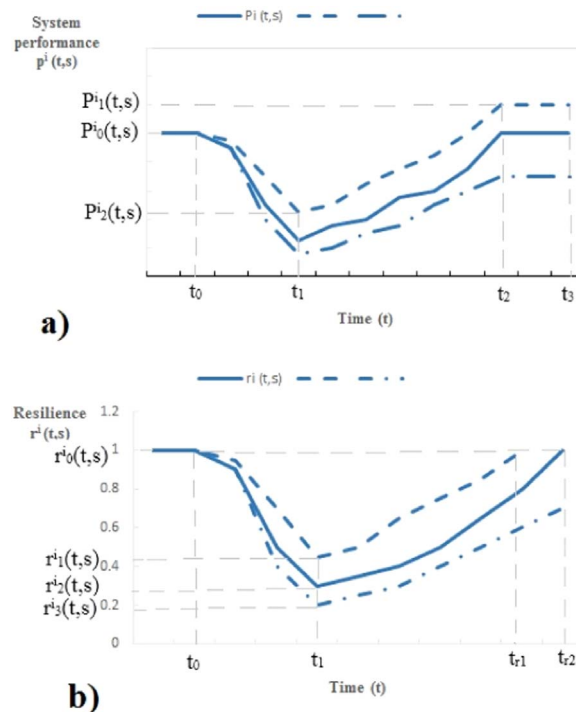 Pi (t,s)
System
performance
pⁱ (t,s)
Pⁱ₁(t,s)
Pⁱ₀(t,s)
Pⁱ₂(t,s)
t₀ t₁ t₂ t₃
Time (t)
a)
ri (t,s)
Resilience
rⁱ(t,s)
1.2
rⁱ₀(t,s) 1
0.8
0.6
rⁱ₁(t,s)
0.4
rⁱ₂(t,s)
rⁱ₃(t,s) 0.2
0
t₀ t₁ tᵣ₁ tᵣ₂
Time (t)
b)